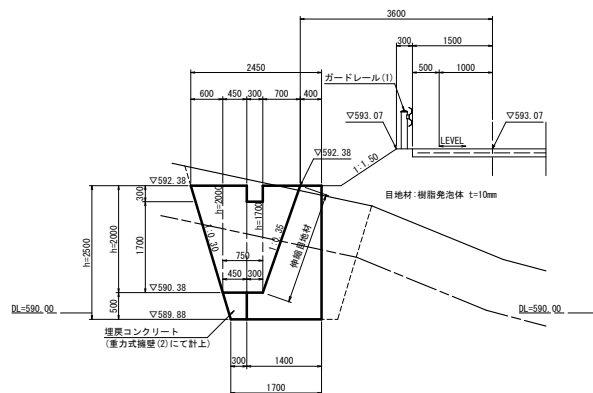 3600
300
1500
2450
ガードレール(1)
500
1000
600
450
300
700
400
▽593.07
LEVEL
▽593.07
▽592.38
1:1.50
▽592.38
目地材:樹脂発泡体 t=10mm
300
h=2000
h=1700
h=2500
h=2000
1700
1:0.30
1:0.35
伸縮目地材
750
450
300
▽590.38
DL=590.00
DL=590.00
500
▽589.88
埋戻コンクリート
(重力式擁壁(2)にて計上)
300
1400
1700